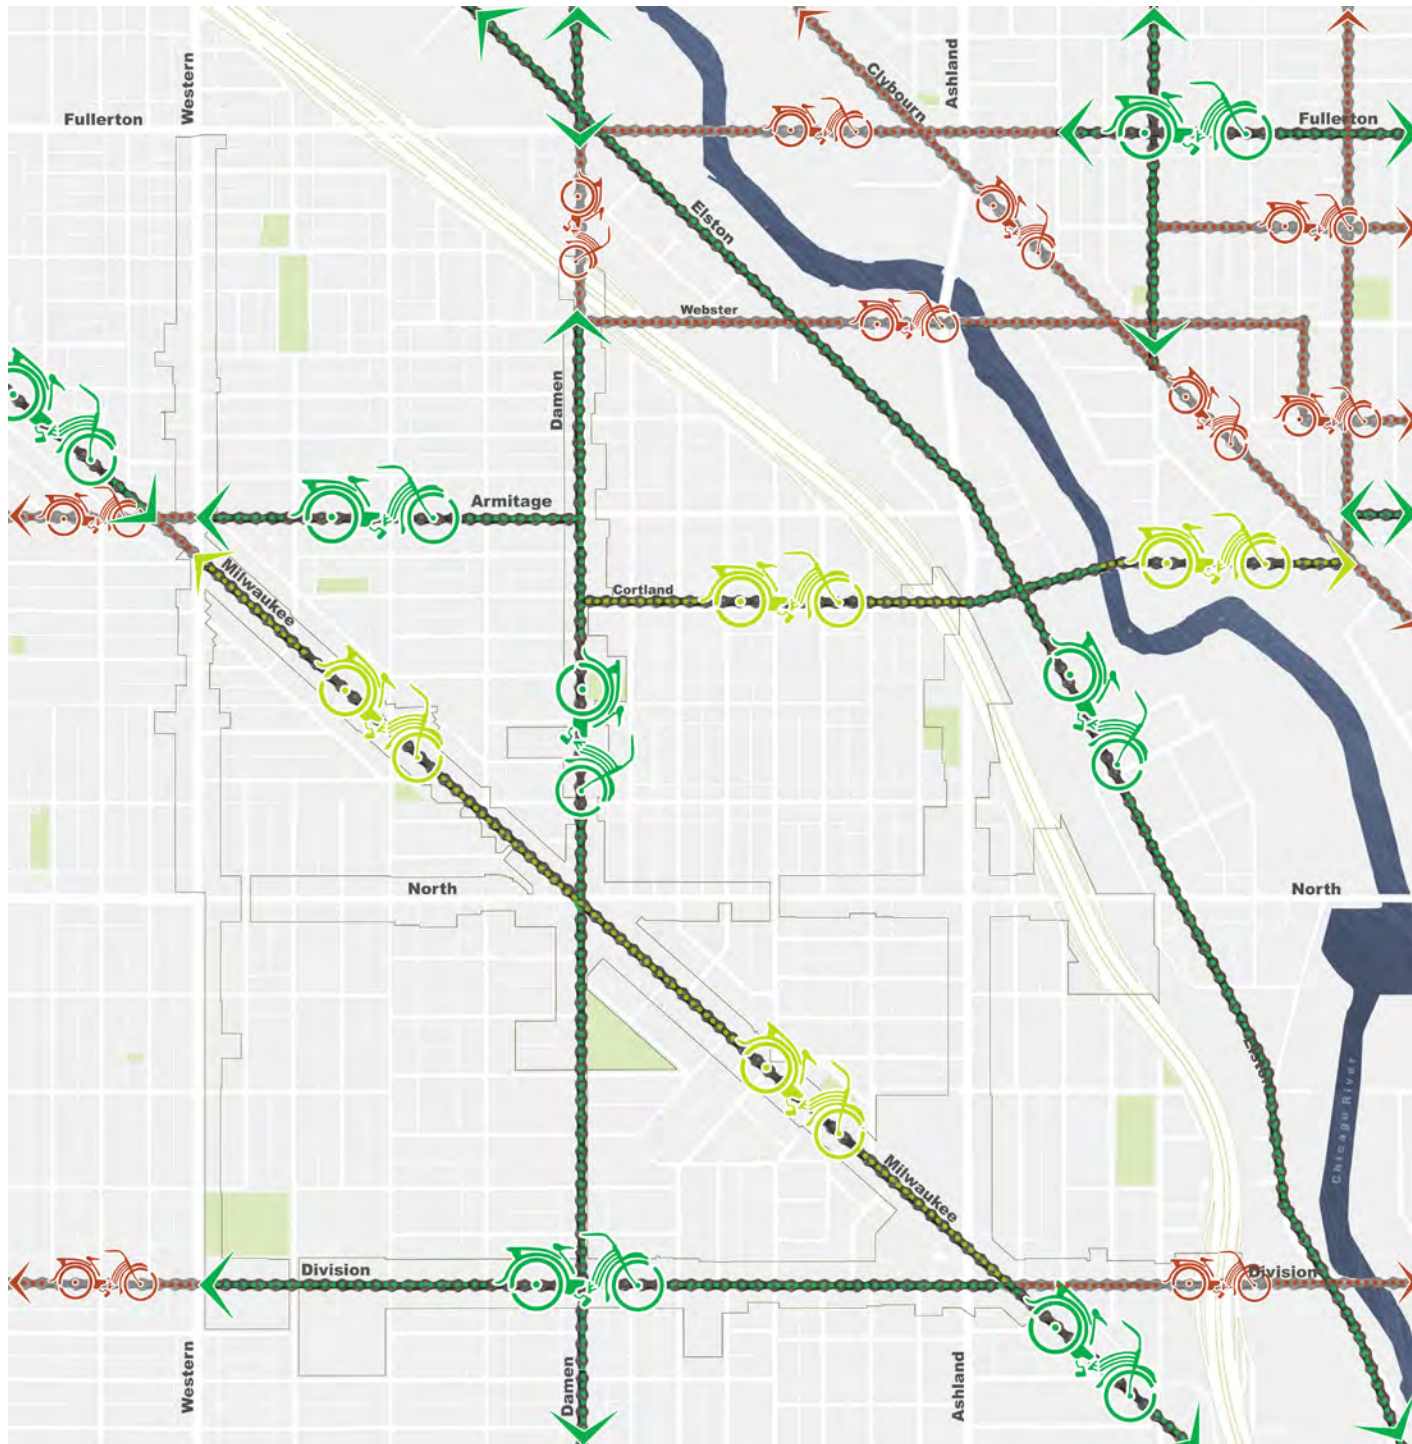 Western
Ashland
Clybourn
Fullerton
Fullerton
Elston
Webster
Damen
Armitage
Milwaukee
Cortland
North
North
Elston
Chicago River
Milwaukee
Division
Division
Western
Damen
Ashland